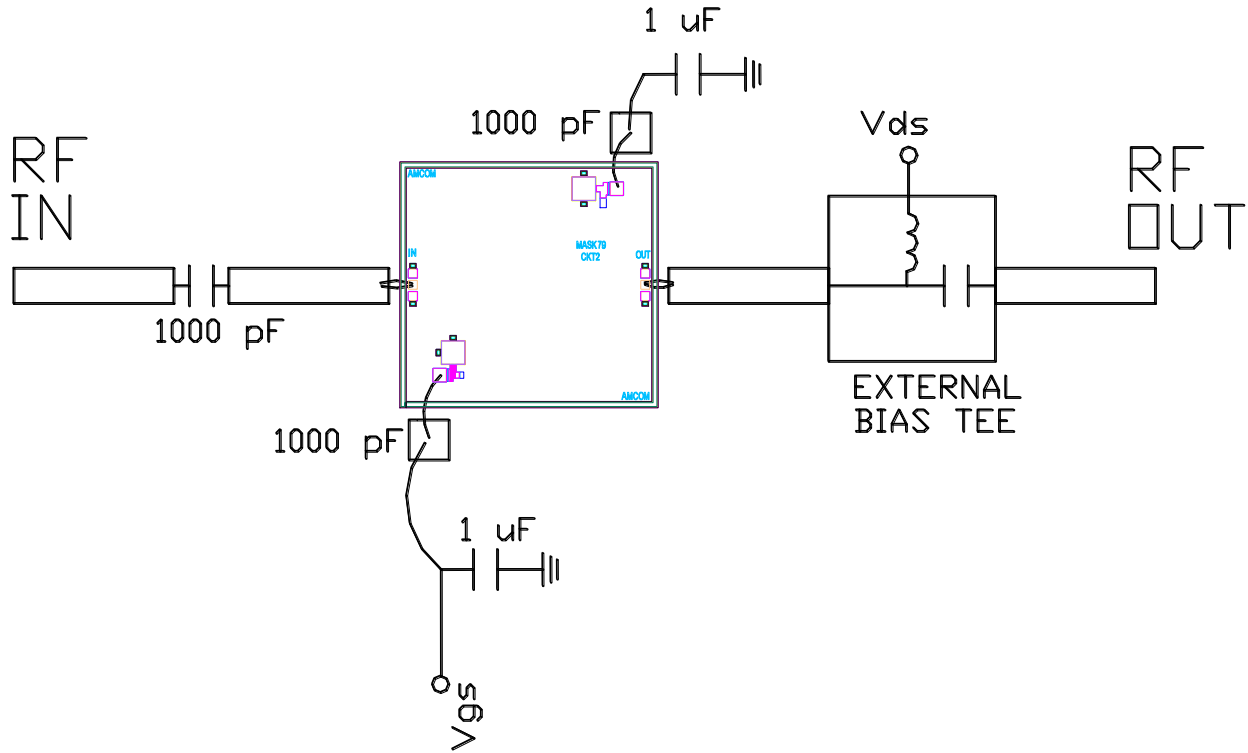 1 uF
1000 pF
Vds
RF
IN
RF
OUT
AMCOM
MASK79
CKT2
IN
OUT
1000 pF
AMCOM
EXTERNAL
BIAS TEE
1000 pF
1 uF
Vgs